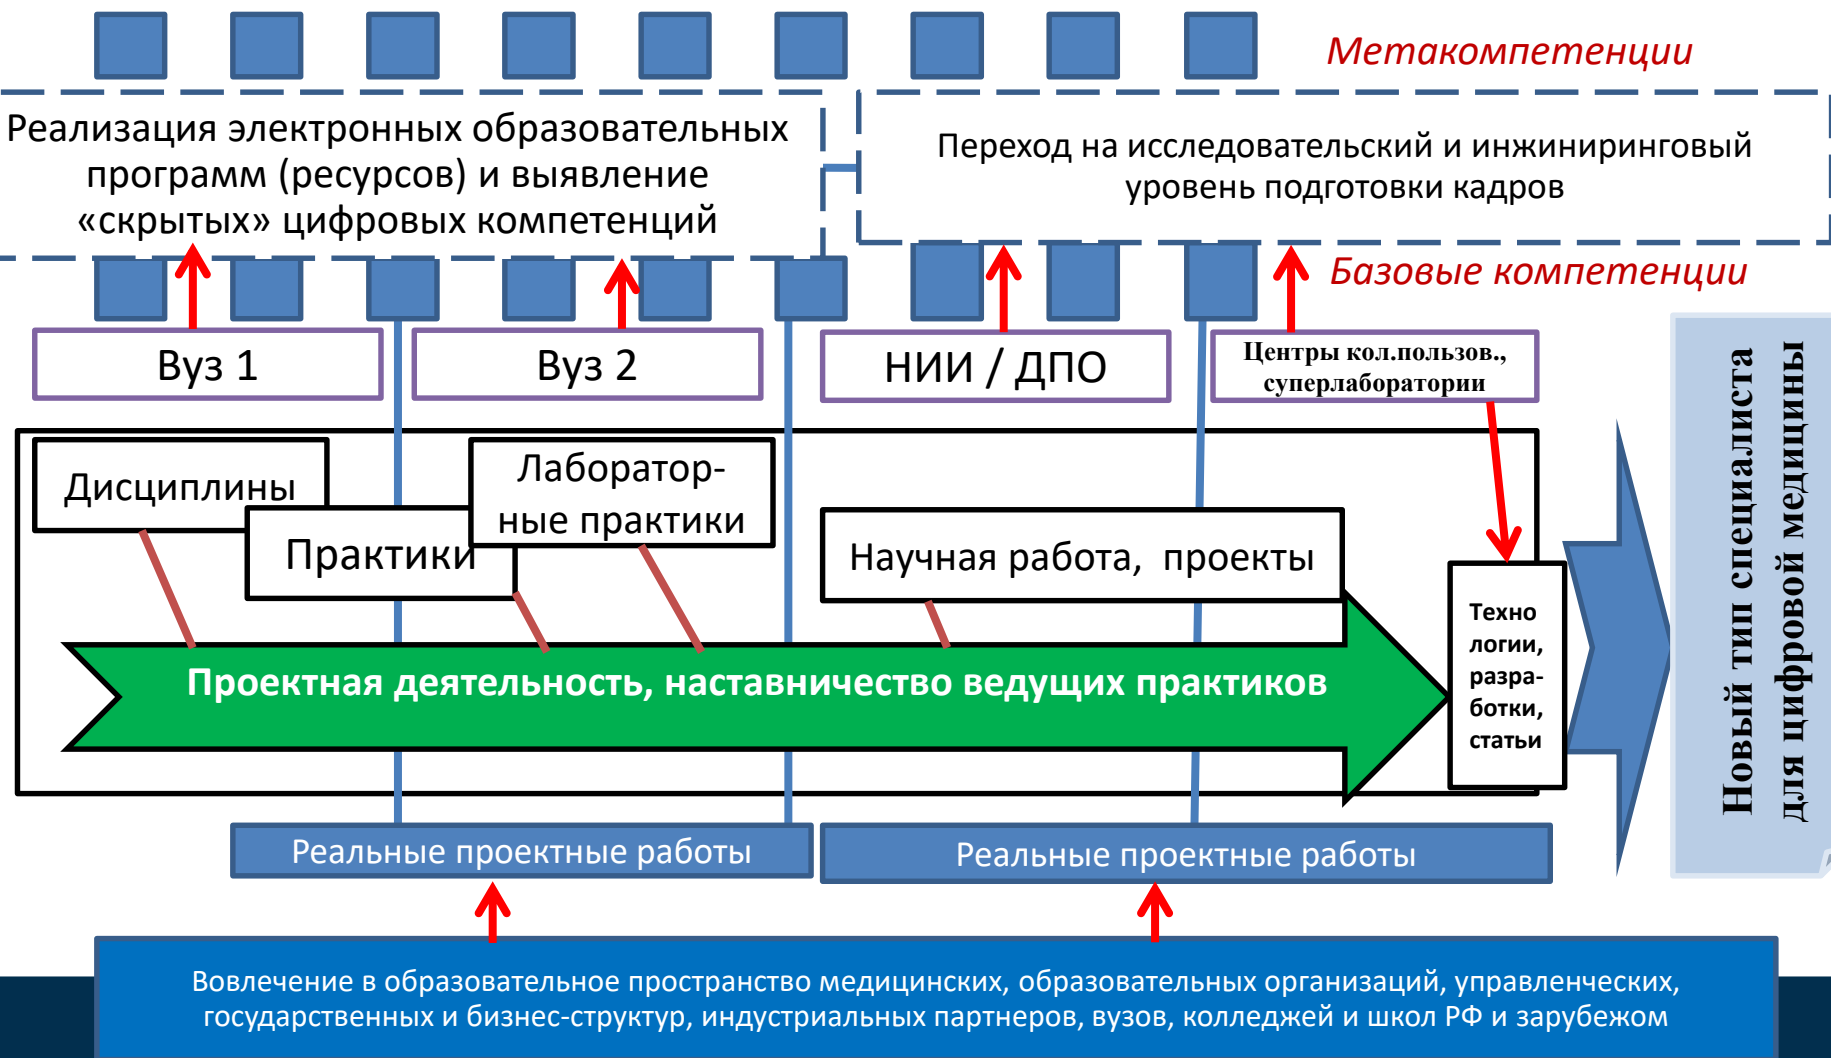 Метакомпетенции
Реализация электронных образовательных
программ (ресурсов) и выявление
«скрытых» цифровых компетенций
Переход на исследовательский и инжиниринговый
уровень подготовки кадров
Базовые компетенции
Вуз 1
Вуз 2
НИИ / ДПО
Центры кол.пользов.,
суперлаборатории
Дисциплины
Практики
Лаборатор-
ные практики
Научная работа, проекты
Проектная деятельность, наставничество ведущих практиков
Техно
логии,
разра-
ботки,
статьи
Новый тип специалиста
для цифровой медицины
Реальные проектные работы
Реальные проектные работы
Вовлечение в образовательное пространство медицинских, образовательных организаций, управленческих,
государственных и бизнес-структур, индустриальных партнеров, вузов, колледжей и школ РФ и зарубежом